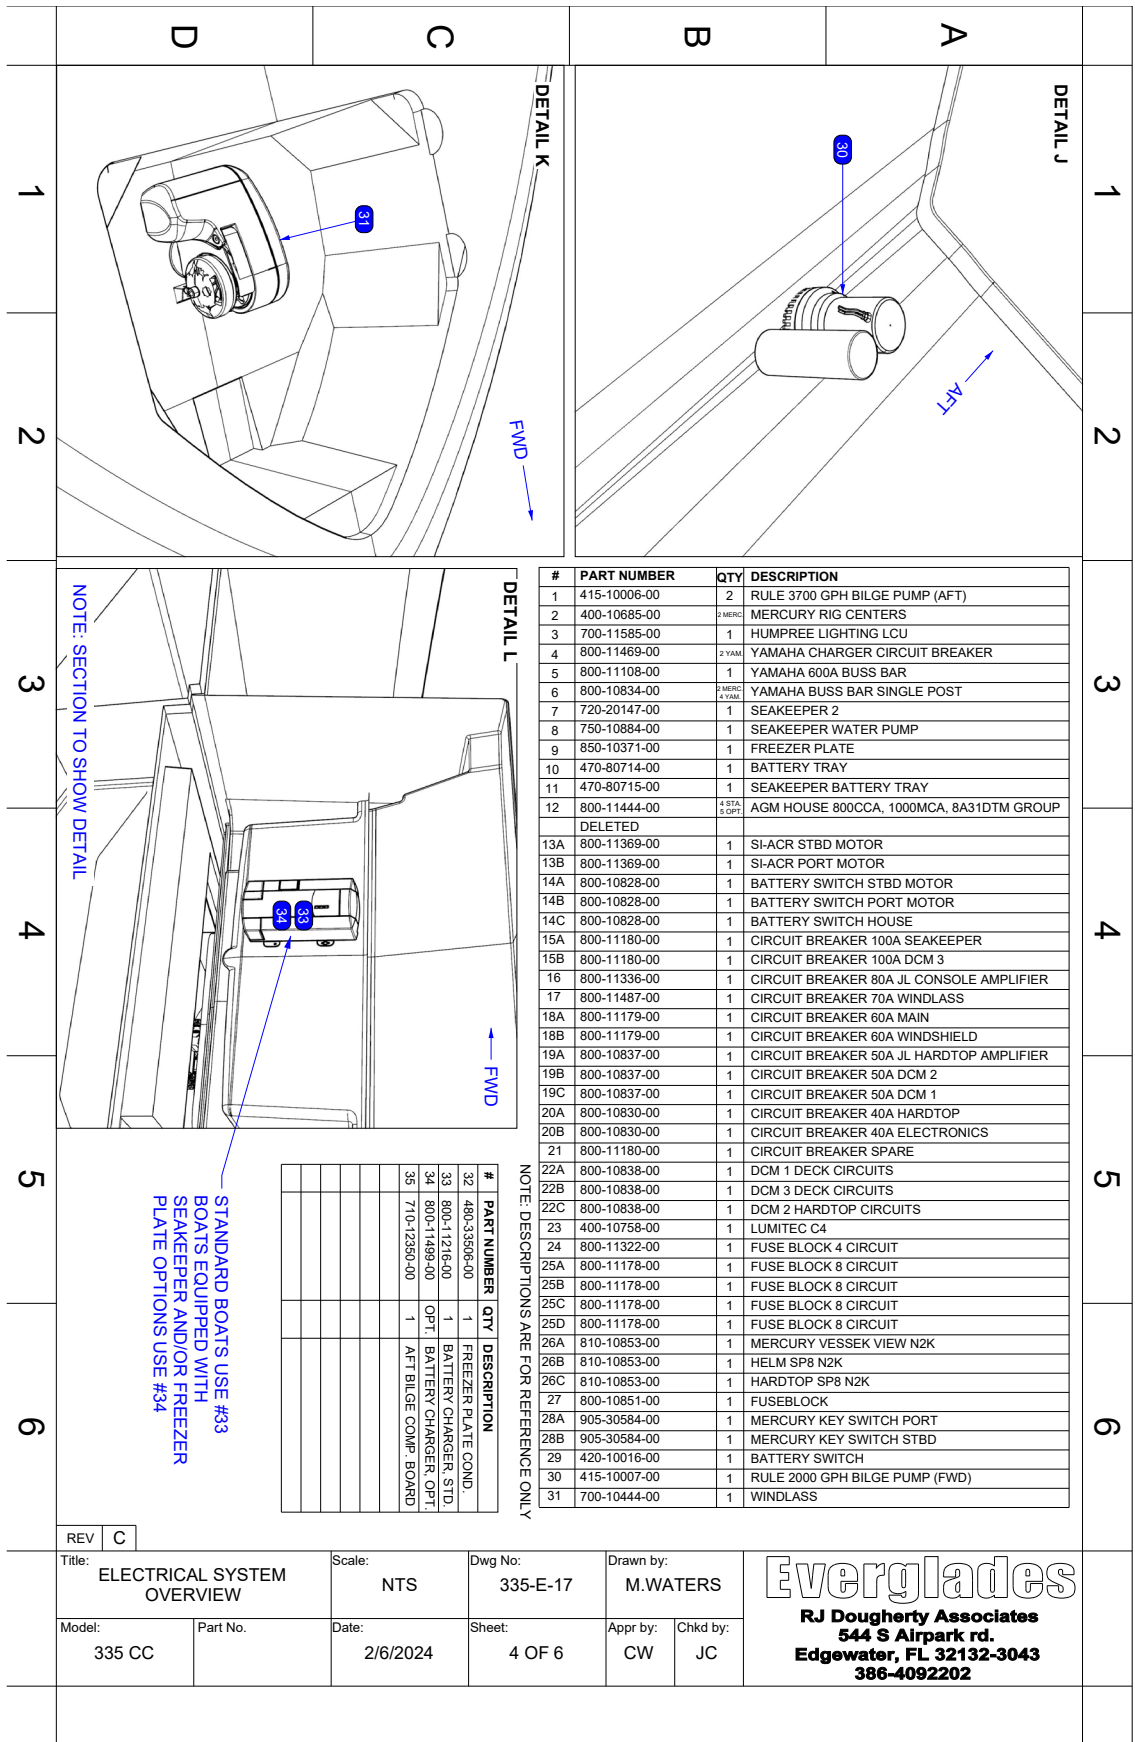 D C B A
1 2 3 4 5 6
1 2 3 4 5 6
DETAIL K
31
FWD
DETAIL J
30
AFT
DETAIL L
33
34
FWD
NOTE: SECTION TO SHOW DETAIL
STANDARD BOATS USE #33
BOATS EQUIPPED WITH
SEAKEEPER AND/OR FREEZER
PLATE OPTIONS USE #34
# PART NUMBER QTY DESCRIPTION
1 415-10006-00 2 RULE 3700 GPH BILGE PUMP (AFT)
2 400-10685-00 2 MERC. MERCURY RIG CENTERS
3 700-11585-00 1 HUMPREE LIGHTING LCU
4 800-11469-00 2 YAM. YAMAHA CHARGER CIRCUIT BREAKER
5 800-11108-00 1 YAMAHA 600A BUSS BAR
6 800-10834-00 2 MERC. 4 YAM. YAMAHA BUSS BAR SINGLE POST
7 720-20147-00 1 SEAKEEPER 2
8 750-10884-00 1 SEAKEEPER WATER PUMP
9 850-10371-00 1 FREEZER PLATE
10 470-80714-00 1 BATTERY TRAY
11 470-80715-00 1 SEAKEEPER BATTERY TRAY
12 800-11444-00 4 STA. 5 OPT. AGM HOUSE 800CCA, 1000MCA, 8A31DTM GROUP
DELETED
13A 800-11369-00 1 SI-ACR STBD MOTOR
13B 800-11369-00 1 SI-ACR PORT MOTOR
14A 800-10828-00 1 BATTERY SWITCH STBD MOTOR
14B 800-10828-00 1 BATTERY SWITCH PORT MOTOR
14C 800-10828-00 1 BATTERY SWITCH HOUSE
15A 800-11180-00 1 CIRCUIT BREAKER 100A SEAKEEPER
15B 800-11180-00 1 CIRCUIT BREAKER 100A DCM 3
16 800-11336-00 1 CIRCUIT BREAKER 80A JL CONSOLE AMPLIFIER
17 800-11487-00 1 CIRCUIT BREAKER 70A WINDLASS
18A 800-11179-00 1 CIRCUIT BREAKER 60A MAIN
18B 800-11179-00 1 CIRCUIT BREAKER 60A WINDSHIELD
19A 800-10837-00 1 CIRCUIT BREAKER 50A JL HARDTOP AMPLIFIER
19B 800-10837-00 1 CIRCUIT BREAKER 50A DCM 2
19C 800-10837-00 1 CIRCUIT BREAKER 50A DCM 1
20A 800-10830-00 1 CIRCUIT BREAKER 40A HARDTOP
20B 800-10830-00 1 CIRCUIT BREAKER 40A ELECTRONICS
21 800-11180-00 1 CIRCUIT BREAKER SPARE
22A 800-10838-00 1 DCM 1 DECK CIRCUITS
22B 800-10838-00 1 DCM 3 DECK CIRCUITS
22C 800-10838-00 1 DCM 2 HARDTOP CIRCUITS
23 400-10758-00 1 LUMITEC C4
24 800-11322-00 1 FUSE BLOCK 4 CIRCUIT
25A 800-11178-00 1 FUSE BLOCK 8 CIRCUIT
25B 800-11178-00 1 FUSE BLOCK 8 CIRCUIT
25C 800-11178-00 1 FUSE BLOCK 8 CIRCUIT
25D 800-11178-00 1 FUSE BLOCK 8 CIRCUIT
26A 810-10853-00 1 MERCURY VESSEK VIEW N2K
26B 810-10853-00 1 HELM SP8 N2K
26C 810-10853-00 1 HARDTOP SP8 N2K
27 800-10851-00 1 FUSEBLOCK
28A 905-30584-00 1 MERCURY KEY SWITCH PORT
28B 905-30584-00 1 MERCURY KEY SWITCH STBD
29 420-10016-00 1 BATTERY SWITCH
30 415-10007-00 1 RULE 2000 GPH BILGE PUMP (FWD)
31 700-10444-00 1 WINDLASS
NOTE: DESCRIPTIONS ARE FOR REFERENCE ONLY
# PART NUMBER QTY DESCRIPTION
32 480-33506-00 1 FREEZER PLATE COND.
33 800-11216-00 1 BATTERY CHARGER, STD.
34 800-11499-00 OPT. BATTERY CHARGER, OPT.
35 710-12350-00 1 AFT BILGE COMP. BOARD
REV C
Title: ELECTRICAL SYSTEM
OVERVIEW
Scale: NTS
Dwg No: 335-E-17
Drawn by: M.WATERS
Model: 335 CC
Part No.
Date: 2/6/2024
Sheet: 4 OF 6
Appr by: CW
Chkd by: JC
Everglades
RJ Dougherty Associates
544 S Airpark rd.
Edgewater, FL 32132-3043
386-4092202